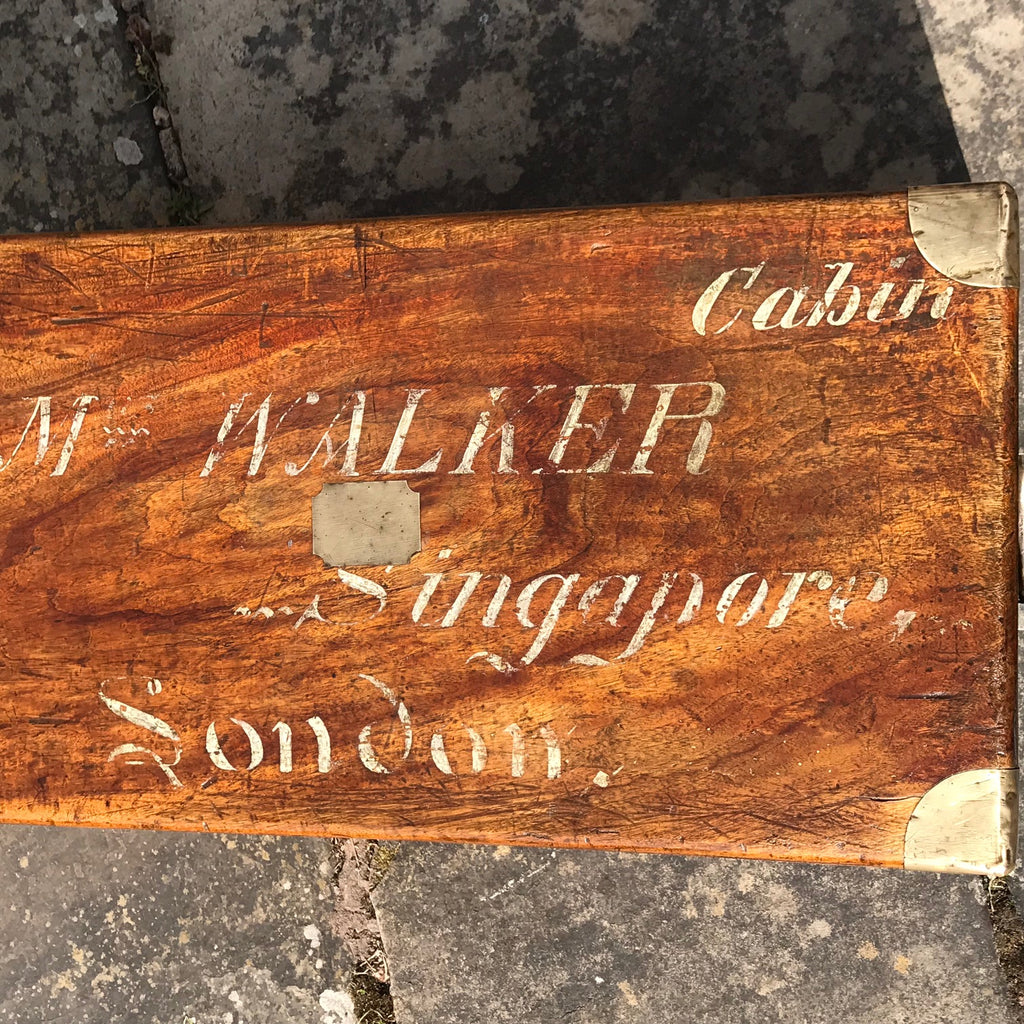 Cabin
WALKER
Singapore,
London.